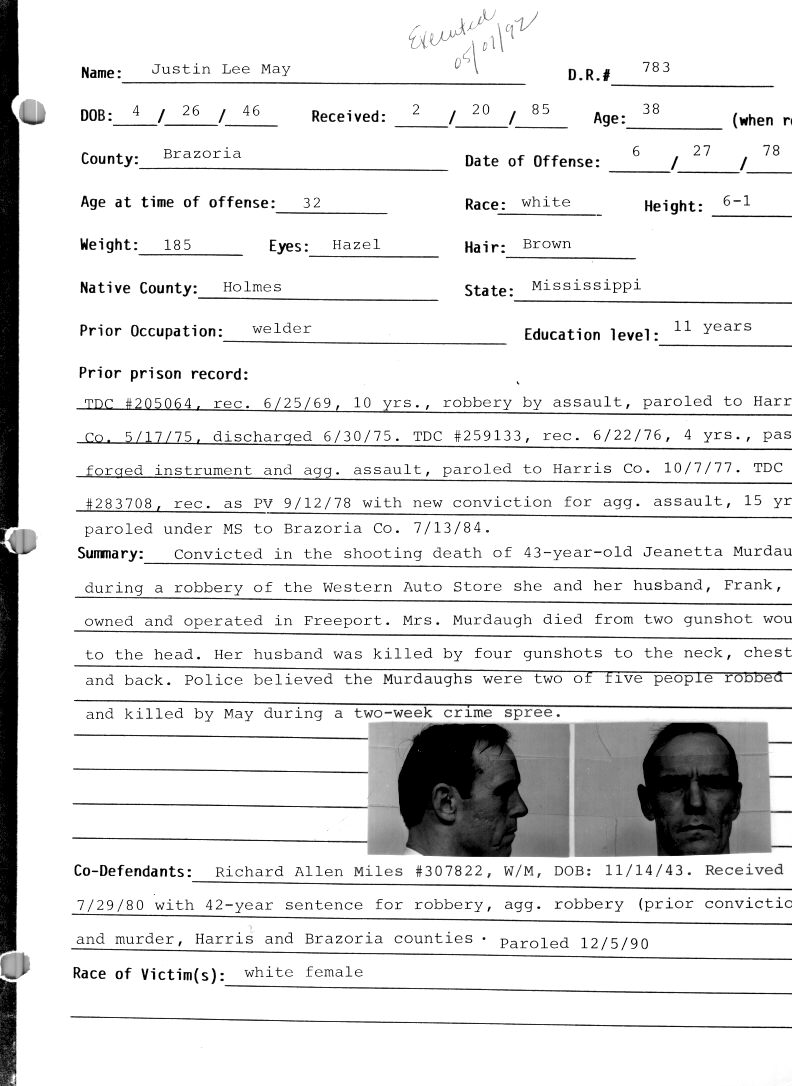 Executed
05/07/92
Name: Justin Lee May D.R.# 783
DOB: 4 / 26 / 46 Received: 2 / 20 / 85 Age: 38 (when re
County: Brazoria Date of Offense: 6 / 27 / 78
Age at time of offense: 32 Race: white Height: 6-1
Weight: 185 Eyes: Hazel Hair: Brown
Native County: Holmes State: Mississippi
Prior Occupation: welder Education level: 11 years
Prior prison record:
TDC #205064, rec. 6/25/69, 10 yrs., robbery by assault, paroled to Harr
Co. 5/17/75, discharged 6/30/75. TDC #259133, rec. 6/22/76, 4 yrs., pas
forged instrument and agg. assault, paroled to Harris Co. 10/7/77. TDC
#283708, rec. as PV 9/12/78 with new conviction for agg. assault, 15 yr
paroled under MS to Brazoria Co. 7/13/84.
Summary: Convicted in the shooting death of 43-year-old Jeanetta Murdau
during a robbery of the Western Auto Store she and her husband, Frank,
owned and operated in Freeport. Mrs. Murdaugh died from two gunshot wou
to the head. Her husband was killed by four gunshots to the neck, chest
and back. Police believed the Murdaughs were two of five people robbed
and killed by May during a two-week crime spree.
Co-Defendants: Richard Allen Miles #307822, W/M, DOB: 11/14/43. Received
7/29/80 with 42-year sentence for robbery, agg. robbery (prior convictio
and murder, Harris and Brazoria counties. Paroled 12/5/90
Race of Victim(s): white female